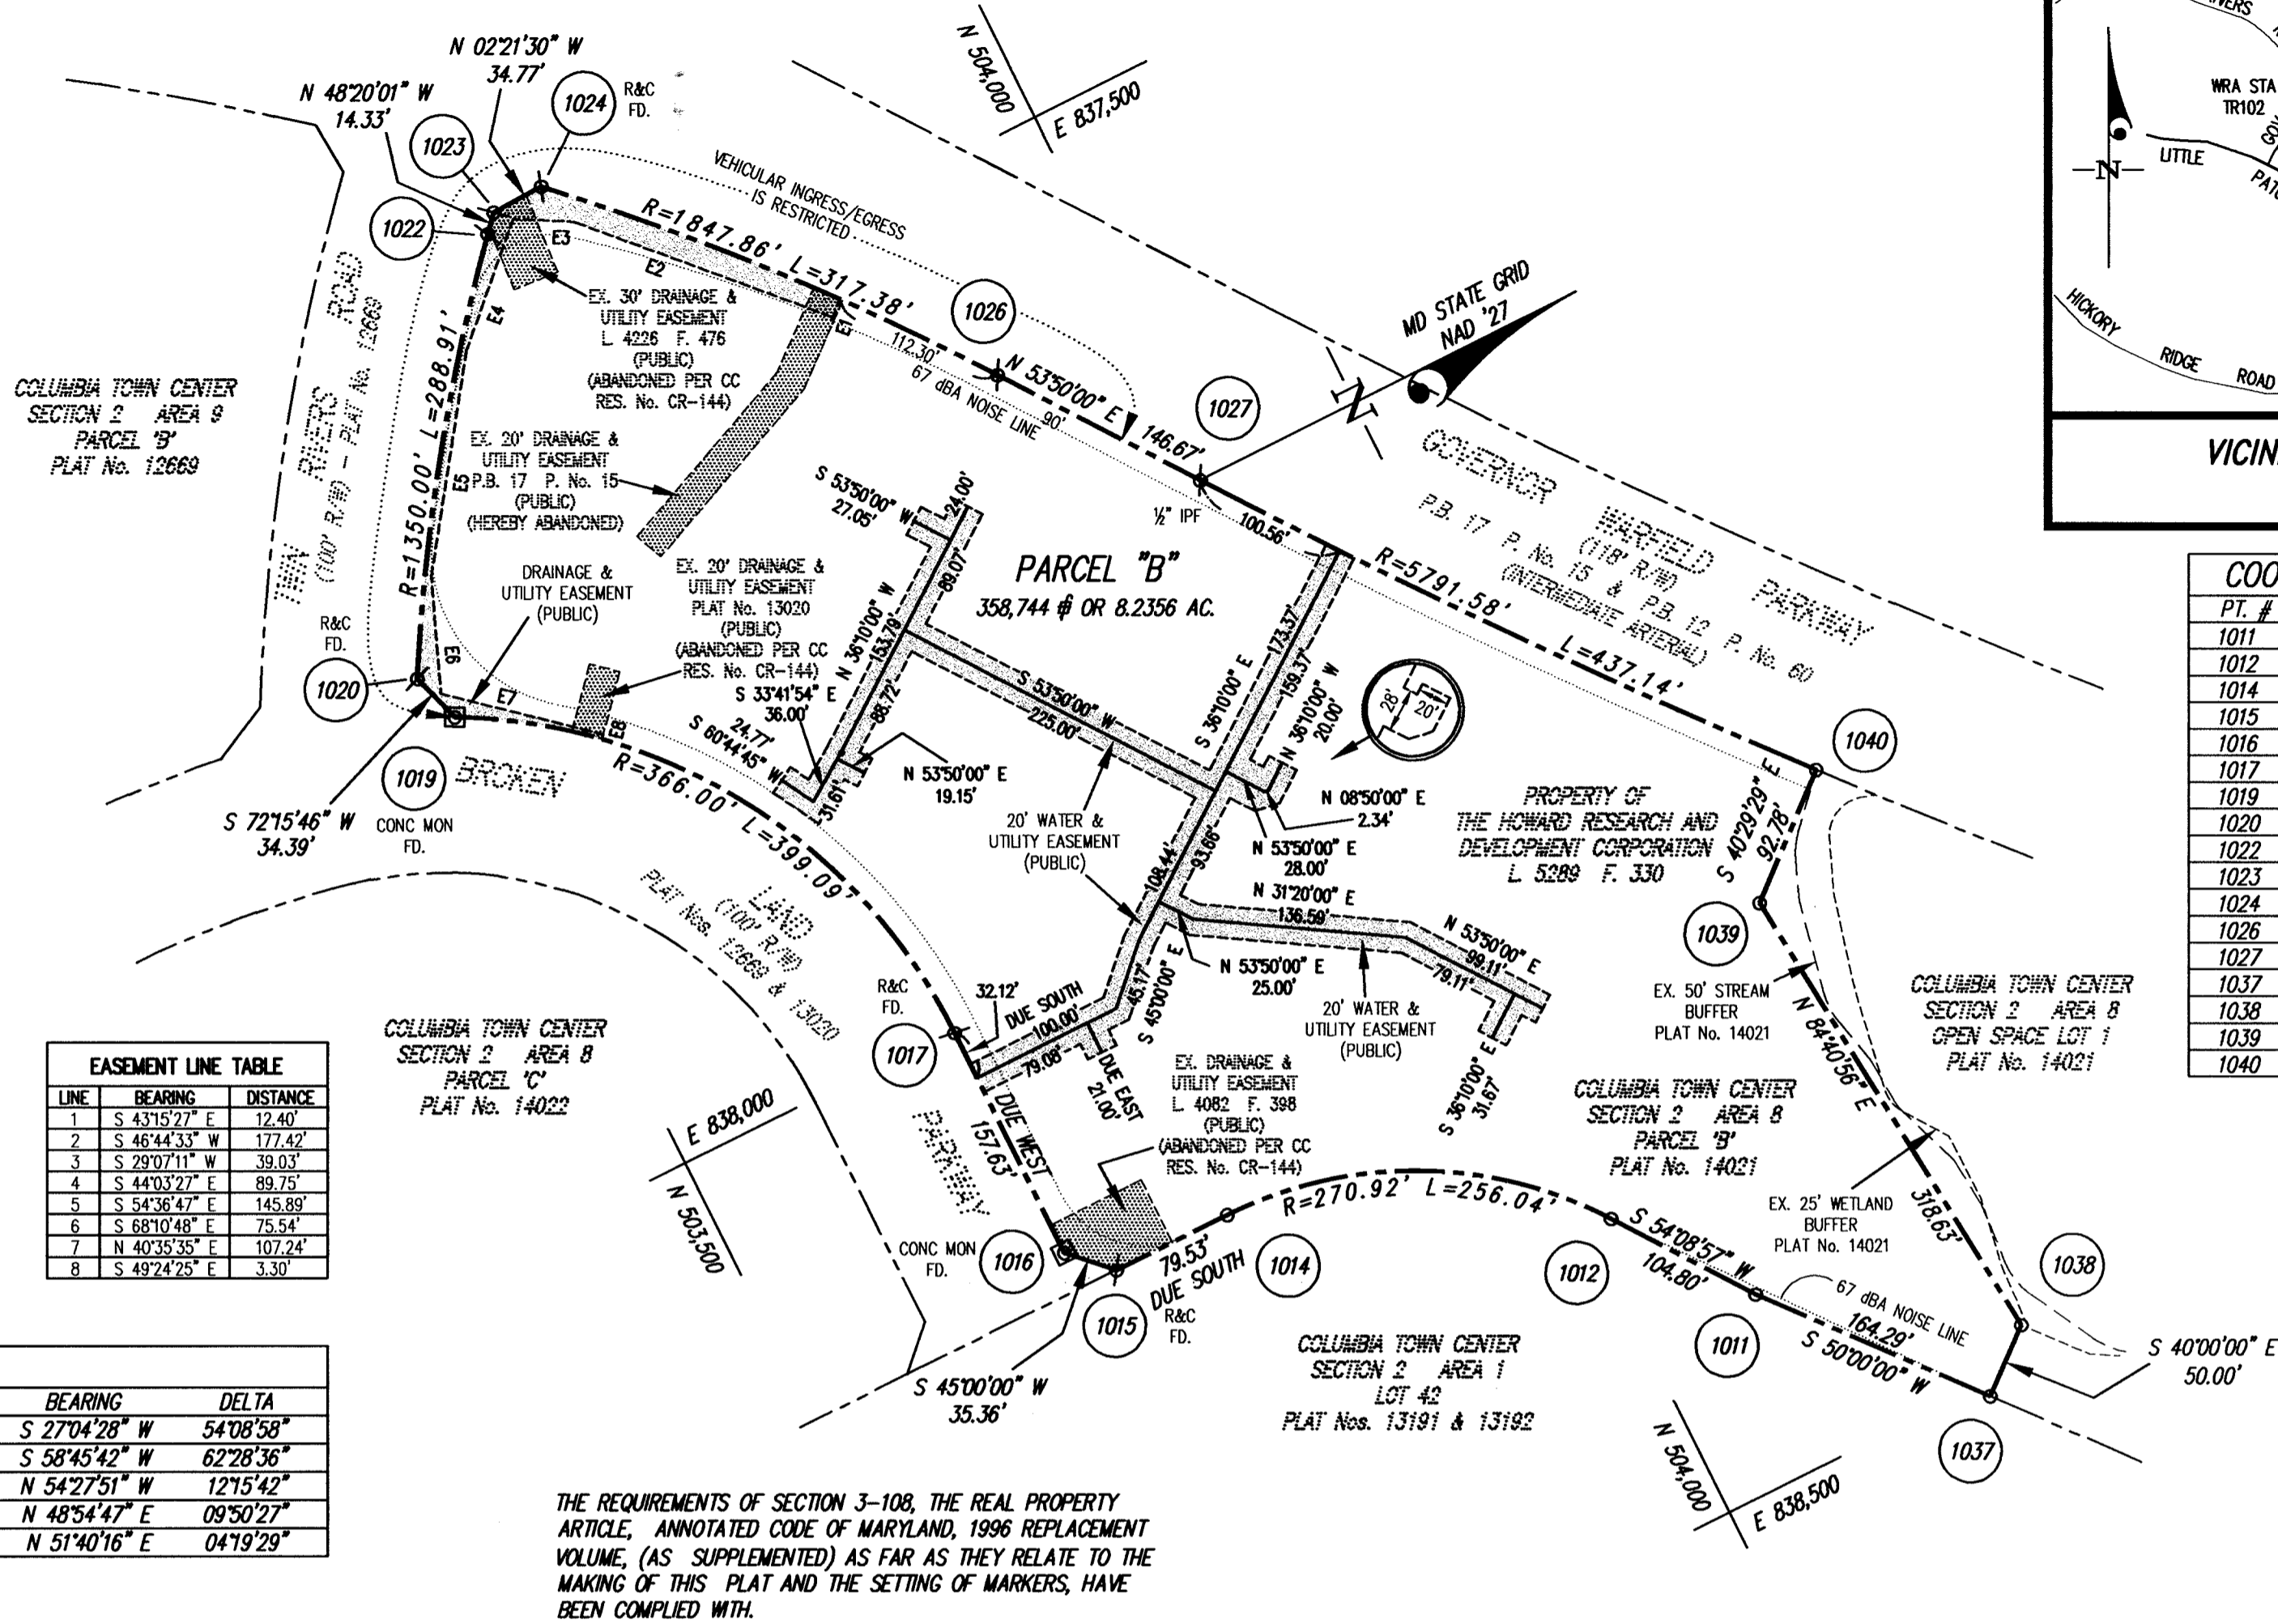 N 02°21'30" W
34.77'
N 48°20'01" W
14.33'
1024
R&C
FD.
1023
1022
VEHICULAR INGRESS/EGRESS
IS RESTRICTED
N 504,000
E 837,500
R=1847.86' L=317.38'
1026
112.30'
67 dBA NOISE LINE
N 53°50'00" E
146.67'
90'
1027
½" IPF
MD STATE GRID
NAD '27
N
GOVERNOR WARFIELD PARKWAY
(118' R/W)
P.B. 17 P. No. 15 & P.B. 12 P. No. 60
(INTERMEDIATE ARTERIAL)
R=5791.58' L=437.14'
100.56'
1040
E1
E2
E3
E4
E5
E6
E7
E8
EX. 30' DRAINAGE &
UTILITY EASEMENT
L. 4226 F. 476
(PUBLIC)
(ABANDONED PER CC
RES. No. CR-144)
COLUMBIA TOWN CENTER
SECTION 2 AREA 9
PARCEL 'B'
PLAT No. 12669
TWIN RIVERS ROAD
(100' R/W) - PLAT No. 12669
R=1350.00' L=288.91'
EX. 20' DRAINAGE &
UTILITY EASEMENT
P.B. 17 P. No. 15
(PUBLIC)
(HEREBY ABANDONED)
DRAINAGE &
UTILITY EASEMENT
(PUBLIC)
EX. 20' DRAINAGE &
UTILITY EASEMENT
PLAT No. 13020
(PUBLIC)
(ABANDONED PER CC
RES. No. CR-144)
R&C
FD.
1020
1019
CONC MON
FD.
S 72°15'46" W
34.39'
BROKEN LAND PARKWAY
(100' R/W)
PLAT Nos. 12669 & 13020
R=366.00' L=399.09'
PARCEL "B"
358,744 ⌗ OR 8.2356 AC.
S 53°50'00" W
27.05'
24.00'
89.07'
N 36°10'00" W
153.79'
88.72'
S 33°41'54" E
36.00'
24.77'
S 60°44'45" W
31.61'
N 53°50'00" E
19.15'
S 53°50'00" W
225.00'
S 36°10'00" E
173.37'
159.37'
N 36°10'00" W
20.00'
28'
20'
N 08°50'00" E
2.34'
N 53°50'00" E
28.00'
20' WATER &
UTILITY EASEMENT
(PUBLIC)
108.44'
93.66'
N 31°20'00" E
136.59'
N 53°50'00" E
25.00'
N 53°50'00" E
99.11'
79.11'
45.17'
S 45°00'00" E
20' WATER &
UTILITY EASEMENT
(PUBLIC)
S 36°10'00" E
31.67'
PROPERTY OF
THE HOWARD RESEARCH AND
DEVELOPMENT CORPORATION
L. 5289 F. 330
S 40°29'29" E
92.78'
1039
EX. 50' STREAM
BUFFER
PLAT No. 14021
N 84°40'56" E
318.63'
COLUMBIA TOWN CENTER
SECTION 2 AREA 8
OPEN SPACE LOT 1
PLAT No. 14021
COLUMBIA TOWN CENTER
SECTION 2 AREA 8
PARCEL 'B'
PLAT No. 14021
EX. 25' WETLAND
BUFFER
PLAT No. 14021
1038
S 40°00'00" E
50.00'
1037
S 50°00'00" W
164.29'
67 dBA NOISE LINE
1011
S 54°08'57" W
104.80'
1012
R=270.92' L=256.04'
1014
79.53'
DUE SOUTH
1015
R&C
FD.
S 45°00'00" W
35.36'
1016
CONC MON
FD.
DUE WEST
157.63'
32.12'
R&C
FD.
1017
DUE SOUTH
100.00'
79.08'
DUE EAST
21.00'
EX. DRAINAGE &
UTILITY EASEMENT
L. 4082 F. 398
(PUBLIC)
(ABANDONED PER CC
RES. No. CR-144)
COLUMBIA TOWN CENTER
SECTION 2 AREA 8
PARCEL 'C'
PLAT No. 14022
E 838,000
N 503,500
COLUMBIA TOWN CENTER
SECTION 2 AREA 1
LOT 42
PLAT Nos. 13191 & 13192
N 504,000
E 838,500
EASEMENT LINE TABLE
LINE BEARING DISTANCE
1 S 43°15'27" E 12.40'
2 S 46°44'33" W 177.42'
3 S 29°07'11" W 39.03'
4 S 44°03'27" E 89.75'
5 S 54°36'47" E 145.89'
6 S 68°10'48" E 75.54'
7 N 40°35'35" E 107.24'
8 S 49°24'25" E 3.30'
BEARING DELTA
S 27°04'28" W 54°08'58"
S 58°45'42" W 62°28'36"
N 54°27'51" W 12°15'42"
N 48°54'47" E 09°50'27"
N 51°40'16" E 04°19'29"
THE REQUIREMENTS OF SECTION 3-108, THE REAL PROPERTY
ARTICLE, ANNOTATED CODE OF MARYLAND, 1996 REPLACEMENT
VOLUME, (AS SUPPLEMENTED) AS FAR AS THEY RELATE TO THE
MAKING OF THIS PLAT AND THE SETTING OF MARKERS, HAVE
BEEN COMPLIED WITH.
WRA STA
TR102
LITTLE
N
HICKORY RIDGE ROAD
VICIN
COO
PT. #
1011
1012
1014
1015
1016
1017
1019
1020
1022
1023
1024
1026
1027
1037
1038
1039
1040